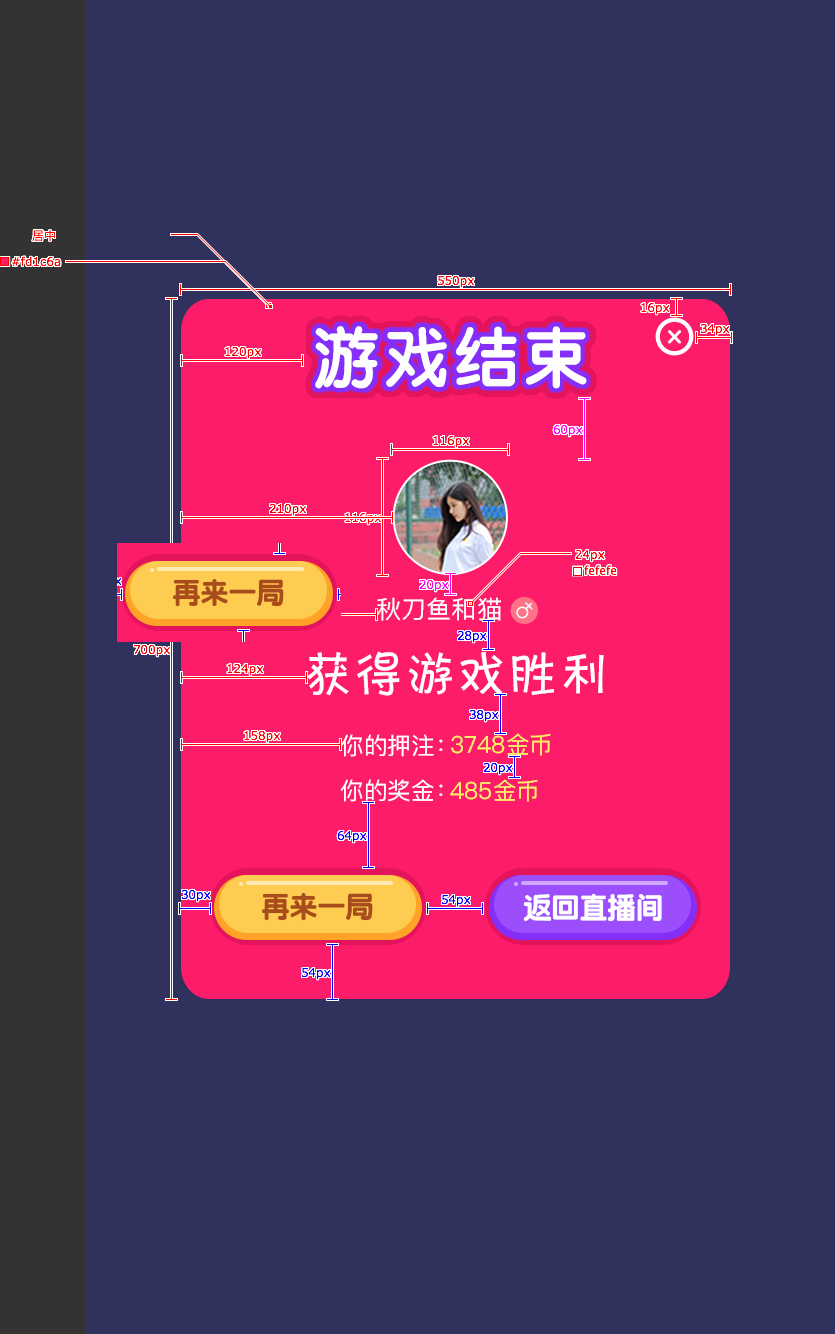 居中
#fd1c6a
550px
16px
34px
120px
游戏结束
60px
116px
210px
116px
24px
fefefe
20px
秋刀鱼和猫
28px
再来一局
x
700px
124px
获得游戏胜利
38px
158px
你的押注：3748金币
20px
你的奖金：485金币
64px
30px
再来一局
54px
返回直播间
54px